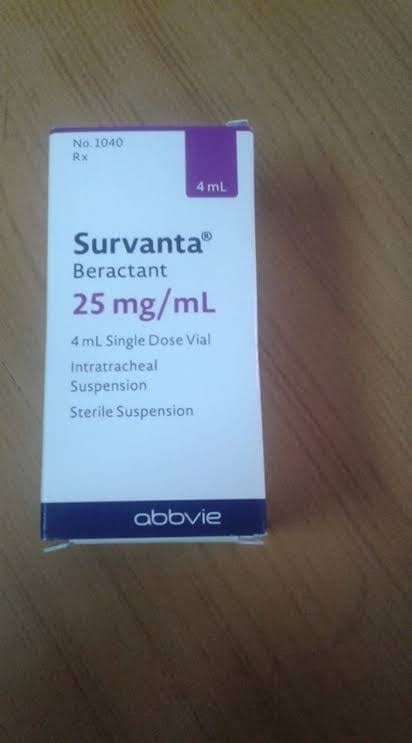 No. 1040
Rx
4 mL
Survanta®
Beractant
25 mg/mL
4 mL Single Dose Vial
Intratracheal
Suspension
Sterile Suspension
abbvie